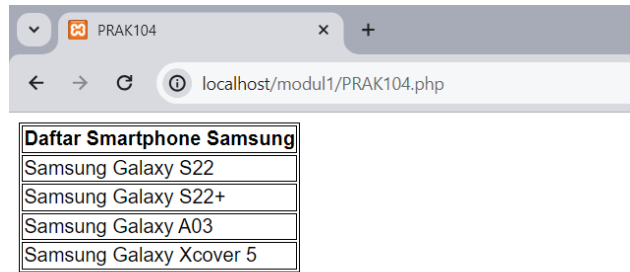 PRAK104
localhost/modul1/PRAK104.php
Daftar Smartphone Samsung
Samsung Galaxy S22
Samsung Galaxy S22+
Samsung Galaxy A03
Samsung Galaxy Xcover 5